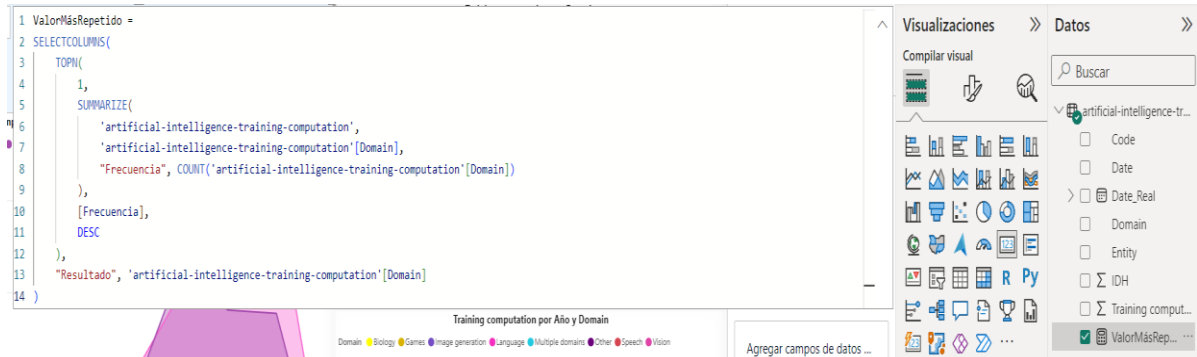 1 ValorMásRepetido =
2 SELECTCOLUMNS(
3 TOPN(
4 1,
5 SUMMARIZE(
6 'artificial-intelligence-training-computation',
7 'artificial-intelligence-training-computation'[Domain],
8 "Frecuencia", COUNT('artificial-intelligence-training-computation'[Domain])
9 ),
10 [Frecuencia],
11 DESC
12 ),
13 "Resultado", 'artificial-intelligence-training-computation'[Domain]
14 )
Training computation por Año y Domain
Domain Biology Games Image generation Language Multiple domains Other Speech Vision
Visualizaciones
Compilar visual
123
R Py
Agregar campos de datos ...
Datos
Buscar
artificial-intelligence-tr...
Code
Date
Date_Real
Domain
Entity
∑ IDH
∑ Training comput...
ValorMásRep... ...